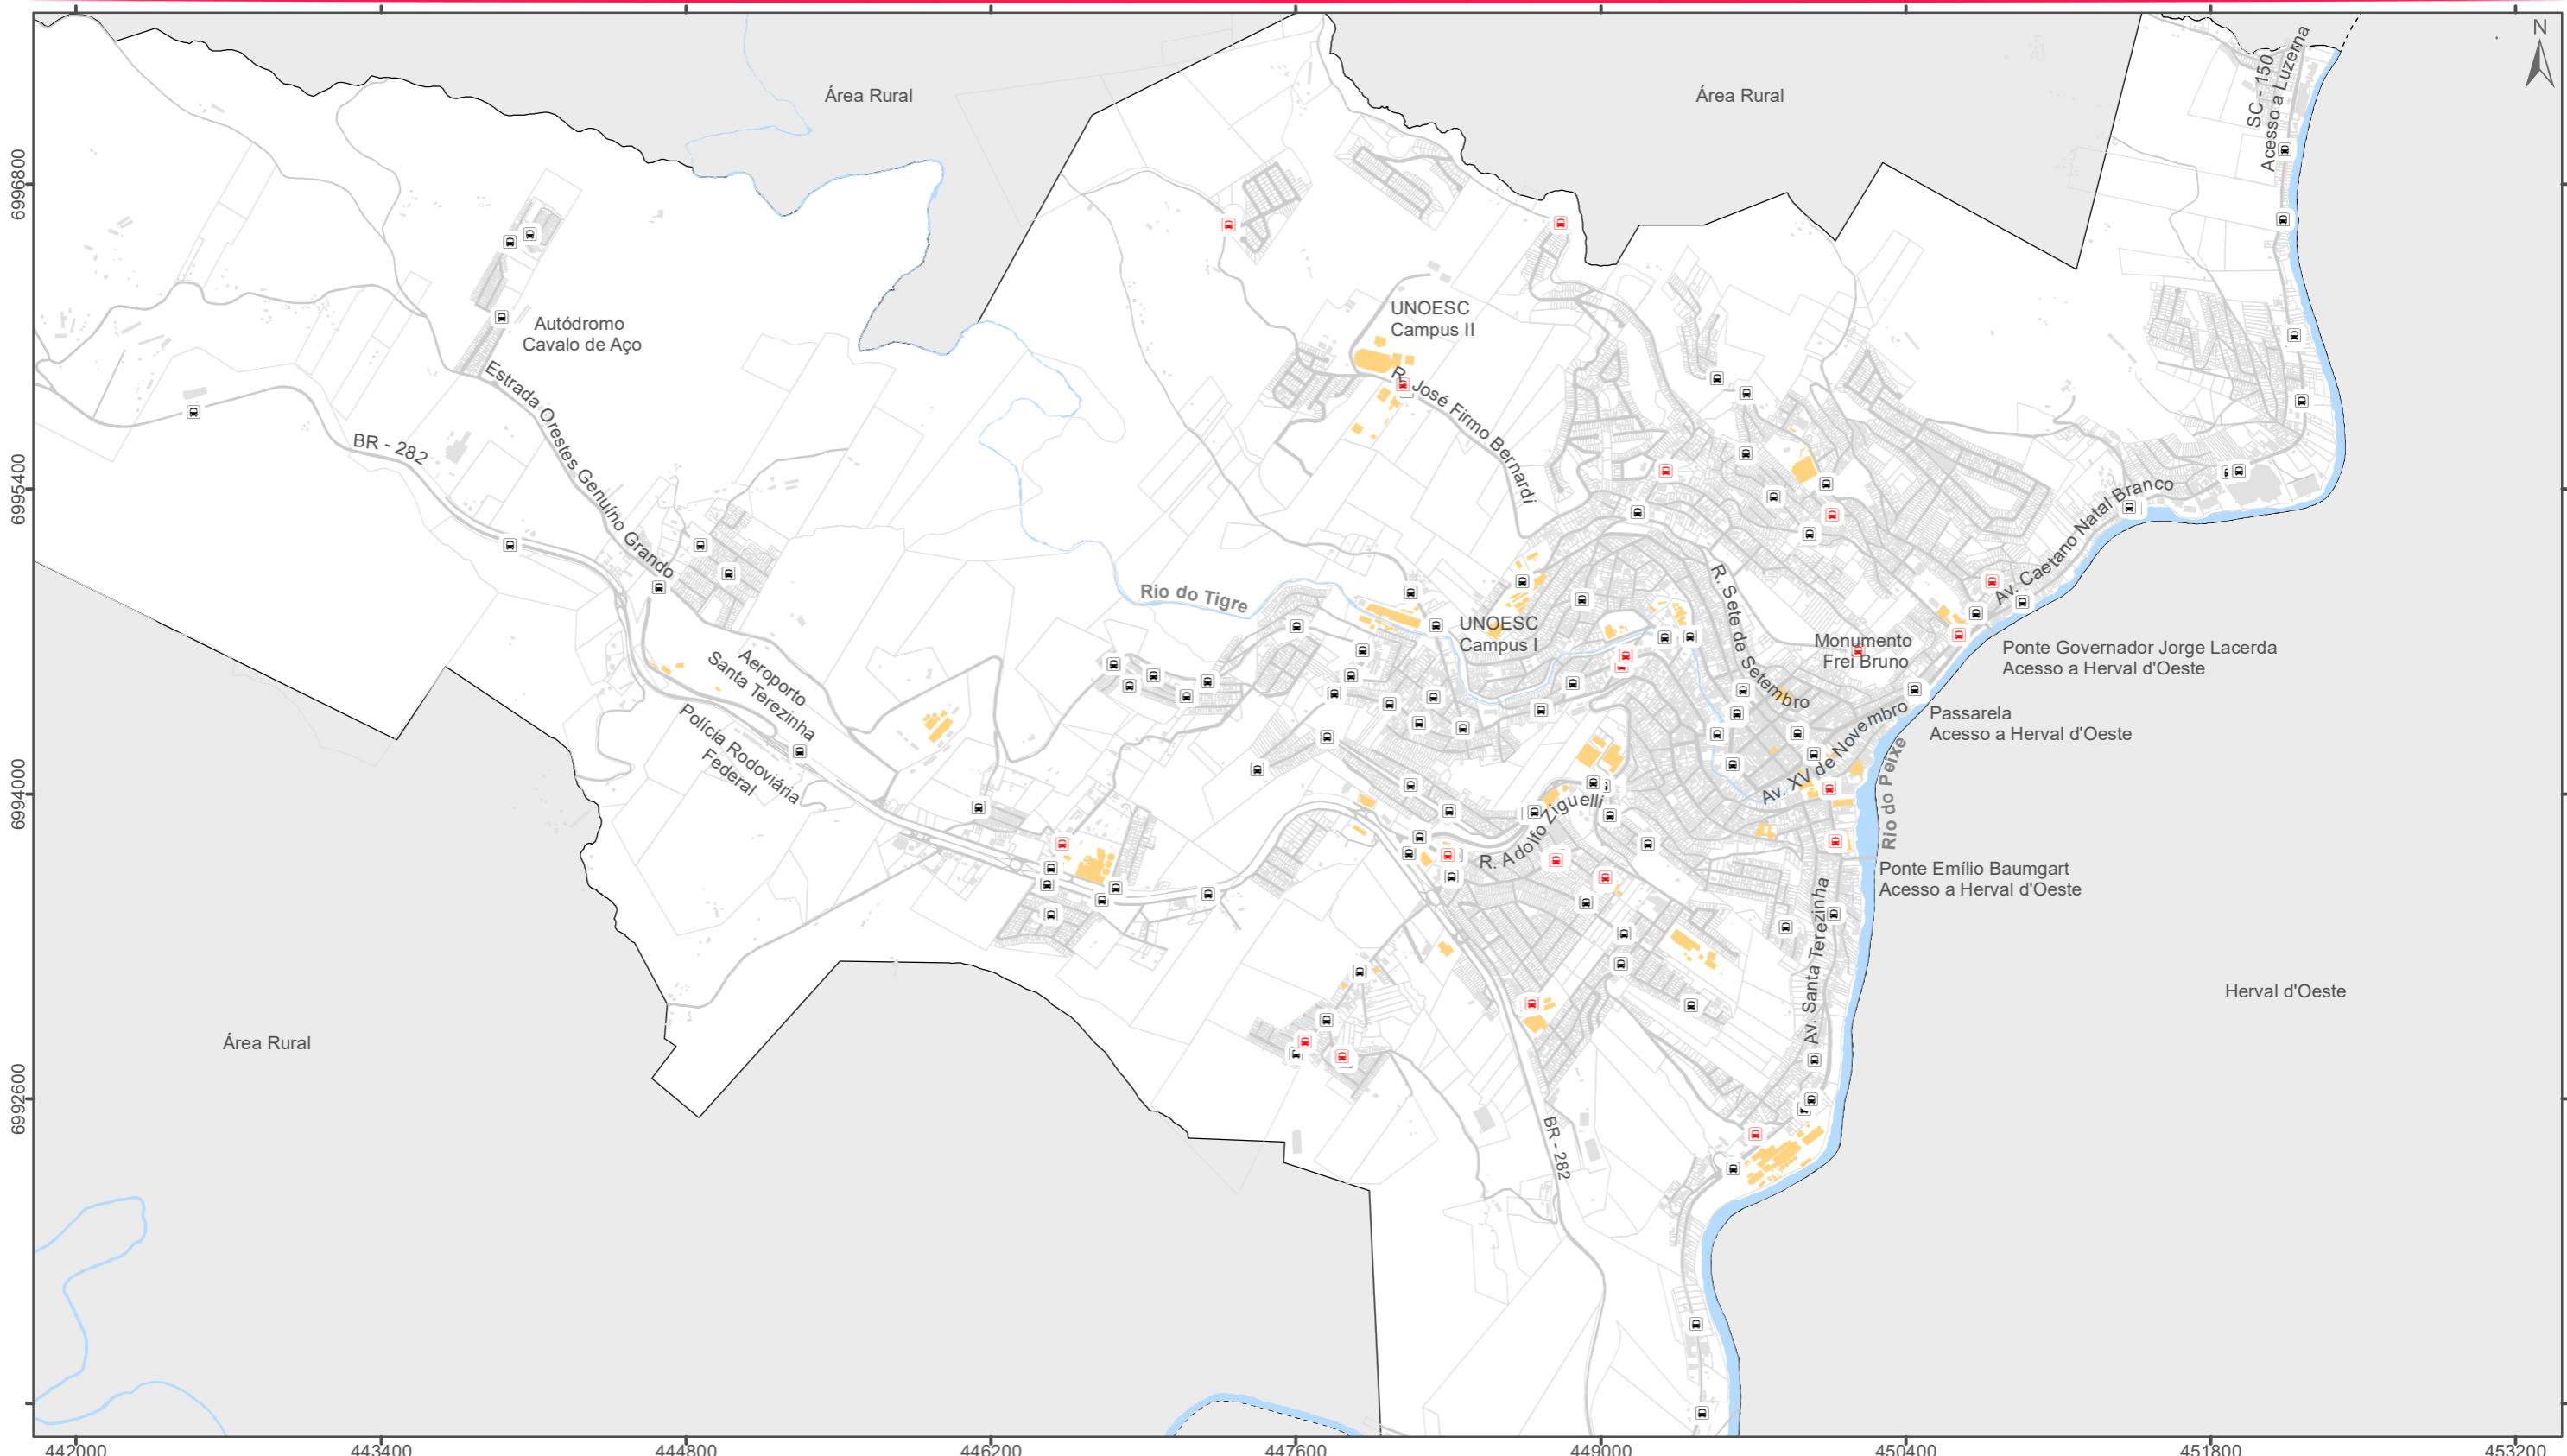 N
Área Rural
Área Rural
SC - 150
Acesso a Luzerna
6996800
UNOESC
Campus II
Autódromo
Cavalo de Aço
Estrada Orestes Genuíno Grando
R. José Firmo Bernardi
BR - 282
6995400
Av. Caetano Natal Branco
Rio do Tigre
R. Sete de Setembro
UNOESC
Campus I
Monumento
Frei Bruno
Ponte Governador Jorge Lacerda
Acesso a Herval d'Oeste
Aeroporto
Santa Terezinha
Polícia Rodoviária
Federal
Passarela
Acesso a Herval d'Oeste
Av. XV de Novembro
Rio do Peixe
6994000
R. Adolfo Ziguelli
Ponte Emílio Baumgart
Acesso a Herval d'Oeste
Av. Santa Terezinha
Herval d'Oeste
Área Rural
6992600
BR - 282
442000
443400
444800
446200
447600
449000
450400
451800
453200